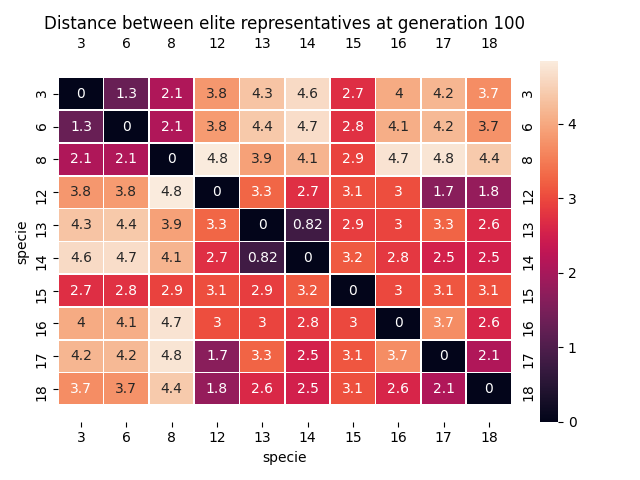 Distance between elite representatives at generation 100
3 6 8 12 13 14 15 16 17 18
3 0 1.3 2.1 3.8 4.3 4.6 2.7 4 4.2 3.7 3
6 1.3 0 2.1 3.8 4.4 4.7 2.8 4.1 4.2 3.7 6
8 2.1 2.1 0 4.8 3.9 4.1 2.9 4.7 4.8 4.4 8
12 3.8 3.8 4.8 0 3.3 2.7 3.1 3 1.7 1.8 12
13 4.3 4.4 3.9 3.3 0 0.82 2.9 3 3.3 2.6 13
14 4.6 4.7 4.1 2.7 0.82 0 3.2 2.8 2.5 2.5 14
15 2.7 2.8 2.9 3.1 2.9 3.2 0 3 3.1 3.1 15
16 4 4.1 4.7 3 3 2.8 3 0 3.7 2.6 16
17 4.2 4.2 4.8 1.7 3.3 2.5 3.1 3.7 0 2.1 17
18 3.7 3.7 4.4 1.8 2.6 2.5 3.1 2.6 2.1 0 18
3 6 8 12 13 14 15 16 17 18
specie
specie
4
3
2
1
0